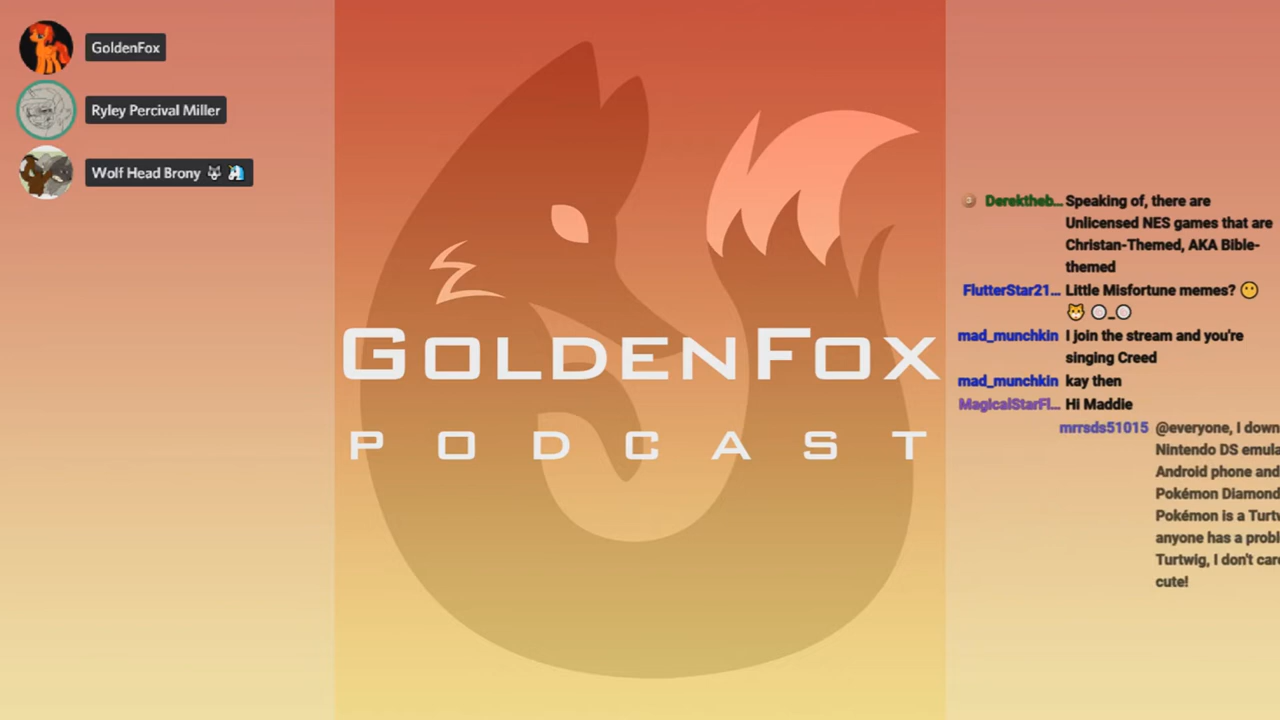 GoldenFox
Ryley Percival Miller
Wolf Head Brony
GOLDENFOX
PODCAST
Derektheb... Speaking of, there are
Unlicensed NES games that are
Christan-Themed, AKA Bible-
themed
FlutterStar21... Little Misfortune memes? 😶
🐱 ⚪_⚪
mad_munchkin I join the stream and you're
singing Creed
mad_munchkin kay then
MagicalStarFl... Hi Maddie
mrrsds51015 @everyone, I down
Nintendo DS emula
Android phone and
Pokémon Diamond
Pokémon is a Turtw
anyone has a probl
Turtwig, I don't care
cute!